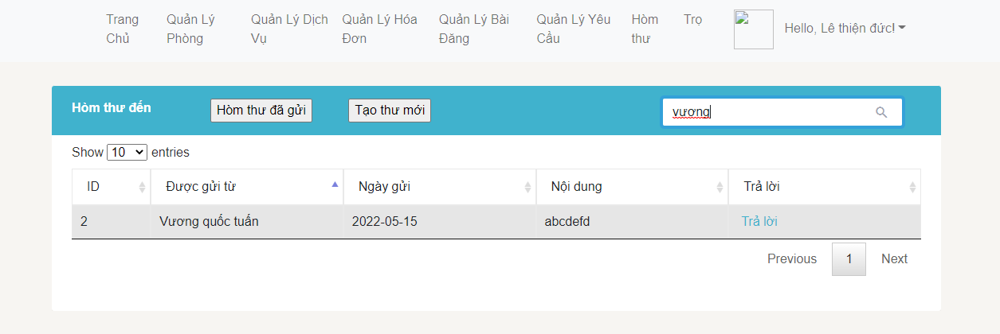 Trang Chủ
Quản Lý Phòng
Quản Lý Dịch Vụ
Quản Lý Hóa Đơn
Quản Lý Bài Đăng
Quản Lý Yêu Cầu
Hòm thư
Trọ
Hello, Lê thiện đức!
Hòm thư đến
Hòm thư đã gửi
Tạo thư mới
vương
Show 10 entries
ID Được gửi từ Ngày gửi Nội dung Trả lời
2 Vương quốc tuấn 2022-05-15 abcdefd Trả lời
Previous 1 Next